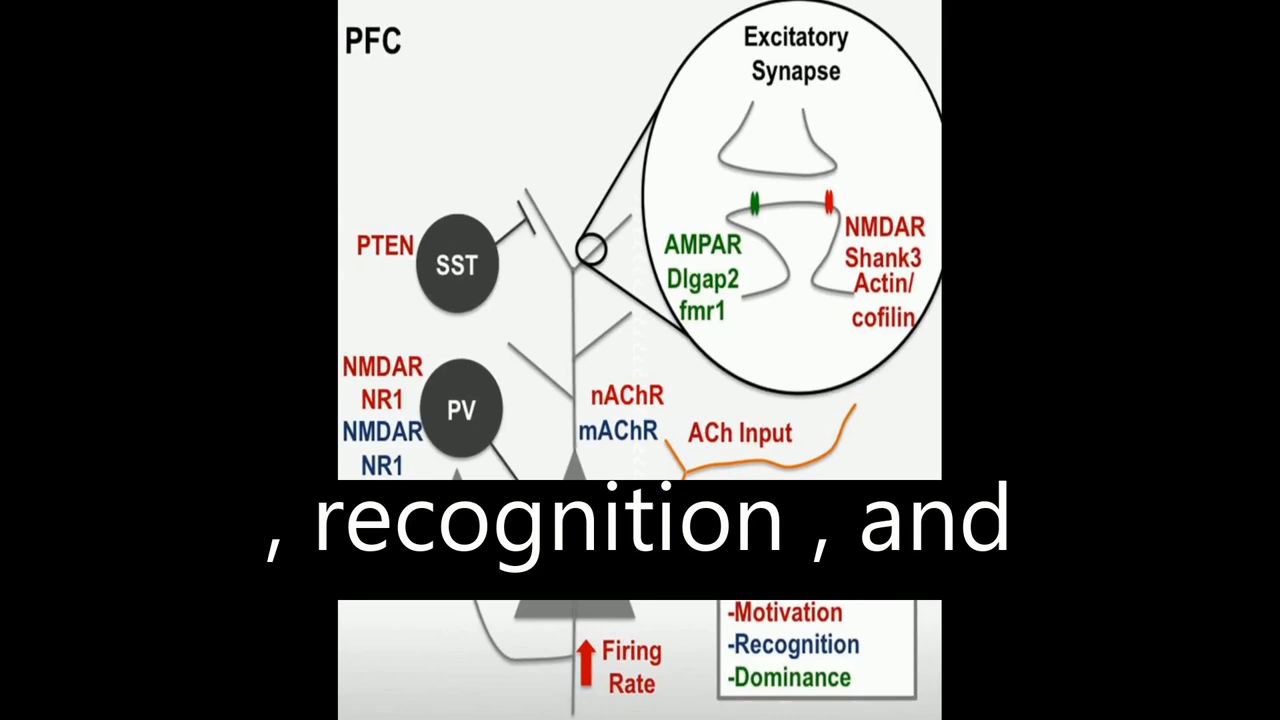 PFC
Excitatory
Synapse
PTEN
SST
AMPAR
Dlgap2
fmr1
NMDAR
Shank3
Actin/
cofilin
NMDAR
NR1
NMDAR
NR1
PV
nAChR
mAChR
ACh Input
, recognition , and
-Motivation
-Recognition
-Dominance
Firing
Rate